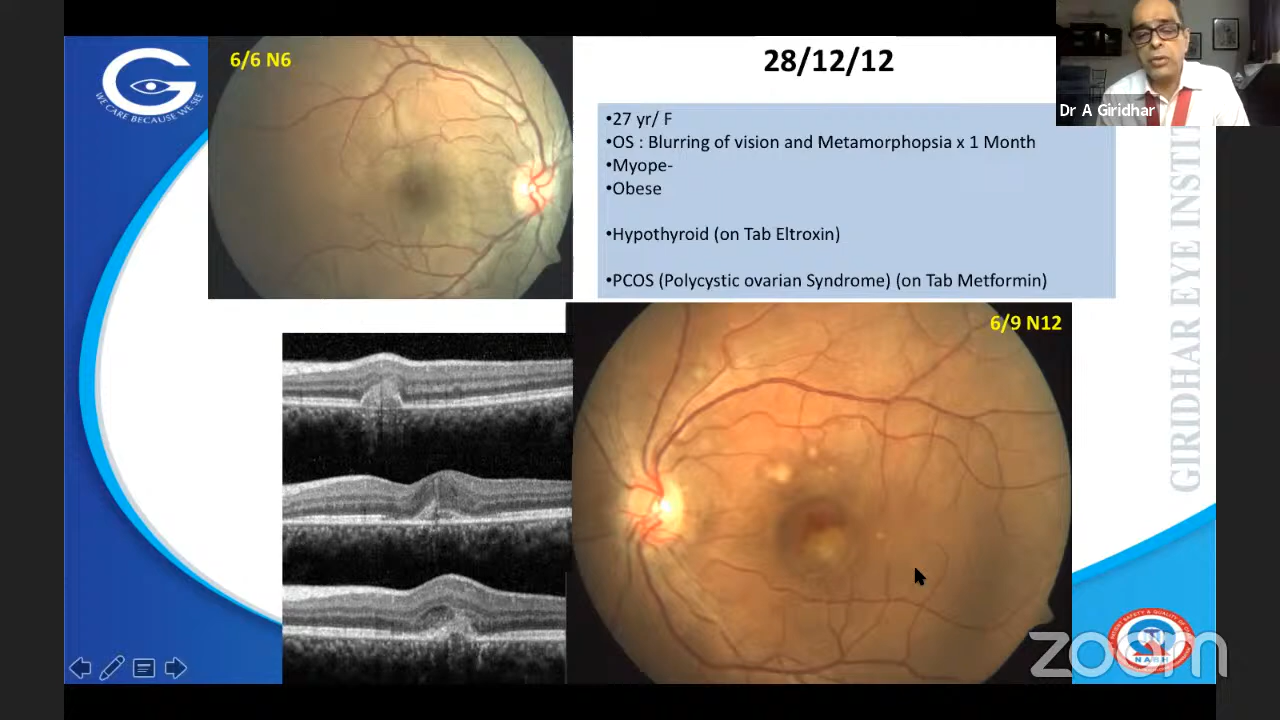 6/6 N6
28/12/12
Dr A Giridhar
WE CARE BECAUSE WE SEE
•27 yr/ F
•OS : Blurring of vision and Metamorphopsia x 1 Month
•Myope-
•Obese
•Hypothyroid (on Tab Eltroxin)
•PCOS (Polycystic ovarian Syndrome) (on Tab Metformin)
6/9 N12
GIRIDHAR EYE INSTIT
NABH
zoom